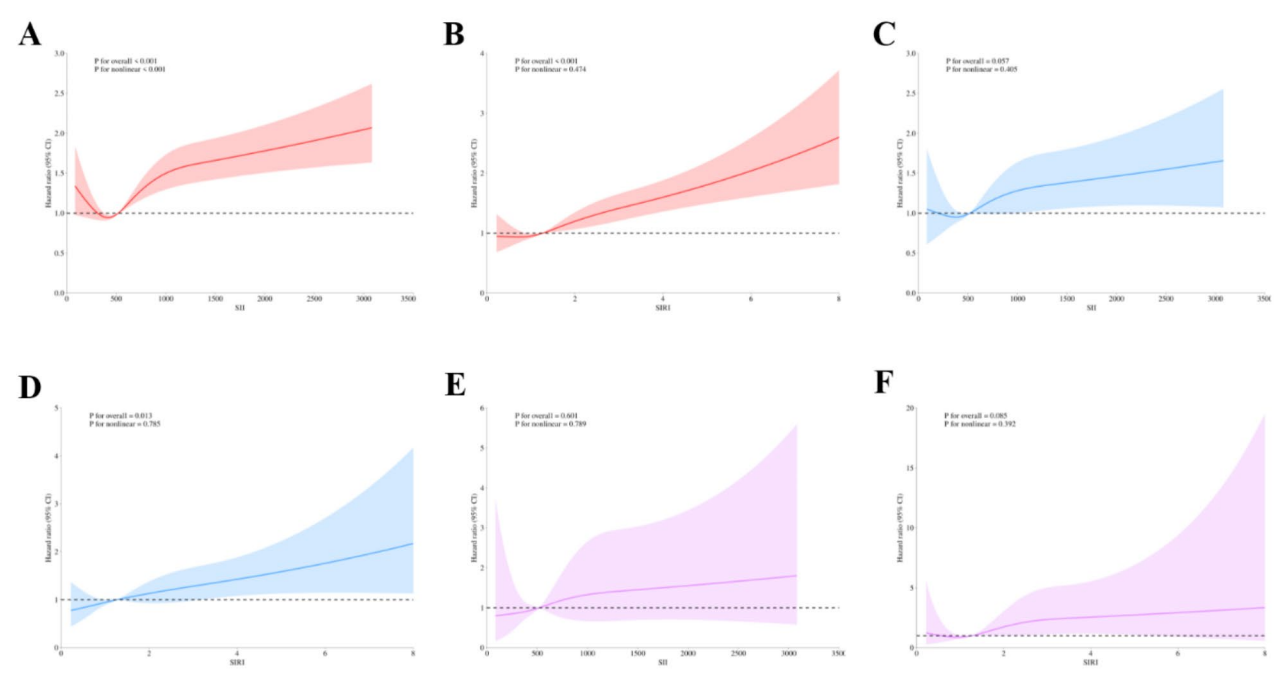 A
P for overall < 0.001
P for nonlinear < 0.001
Hazard ratio (95% CI)
3.0
2.5
2.0
1.5
1.0
0.5
0.0
0 500 1000 1500 2000 2500 3000 3500
SII
B
P for overall < 0.001
P for nonlinear = 0.474
Hazard ratio (95% CI)
4
3
2
1
0
0 2 4 6 8
SIRI
C
P for overall = 0.057
P for nonlinear = 0.405
Hazard ratio (95% CI)
3.0
2.5
2.0
1.5
1.0
0.5
0.0
0 500 1000 1500 2000 2500 3000 3500
SII
D
P for overall = 0.013
P for nonlinear = 0.785
Hazard ratio (95% CI)
5
4
3
2
1
0
0 2 4 6 8
SIRI
E
P for overall = 0.601
P for nonlinear = 0.789
Hazard ratio (95% CI)
6
5
4
3
2
1
0
0 500 1000 1500 2000 2500 3000 3500
SII
F
P for overall = 0.085
P for nonlinear = 0.392
Hazard ratio (95% CI)
20
15
10
5
0
0 2 4 6 8
SIRI